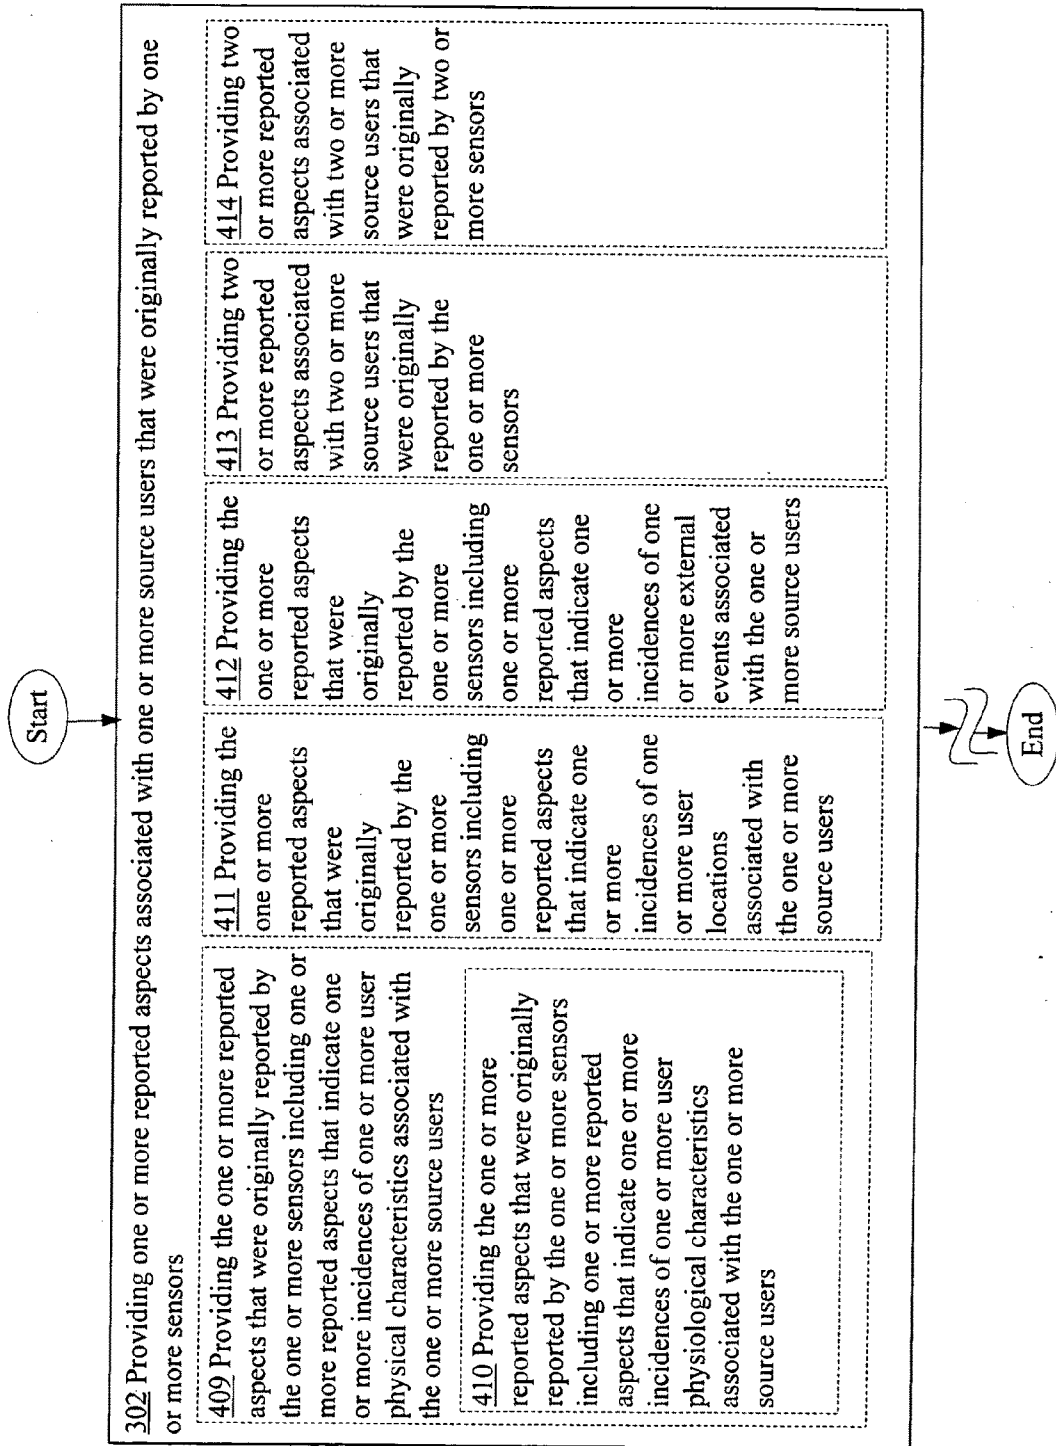 Start
302 Providing one or more reported aspects associated with one or more source users that were originally reported by one
or more sensors
409 Providing the one or more reported
aspects that were originally reported by
the one or more sensors including one or
more reported aspects that indicate one
or more incidences of one or more user
physical characteristics associated with
the one or more source users
410 Providing the one or more
reported aspects that were originally
reported by the one or more sensors
including one or more reported
aspects that indicate one or more
incidences of one or more user
physiological characteristics
associated with the one or more
source users
411 Providing the
one or more
reported aspects
that were
originally
reported by the
one or more
sensors including
one or more
reported aspects
that indicate one
or more
incidences of one
or more user
locations
associated with
the one or more
source users
412 Providing the
one or more
reported aspects
that were
originally
reported by the
one or more
sensors including
one or more
reported aspects
that indicate one
or more
incidences of one
or more external
events associated
with the one or
more source users
413 Providing two
or more reported
aspects associated
with two or more
source users that
were originally
reported by the
one or more
sensors
414 Providing two
or more reported
aspects associated
with two or more
source users that
were originally
reported by two or
more sensors
End